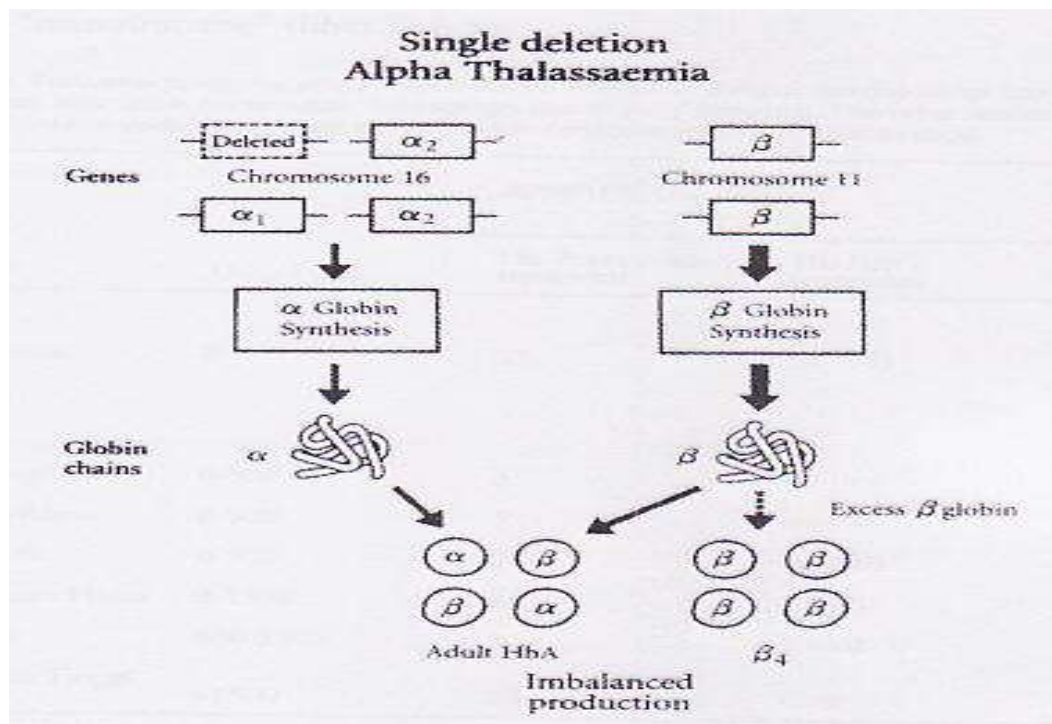 Single deletion
Alpha Thalassaemia
Deleted α₂ β
Genes Chromosome 16 Chromosome 11
α₁ α₂ β
α Globin
Synthesis
β Globin
Synthesis
Globin
chains
α β
Excess β globin
α β β β
β α β β
Adult HbA β₄
Imbalanced
production